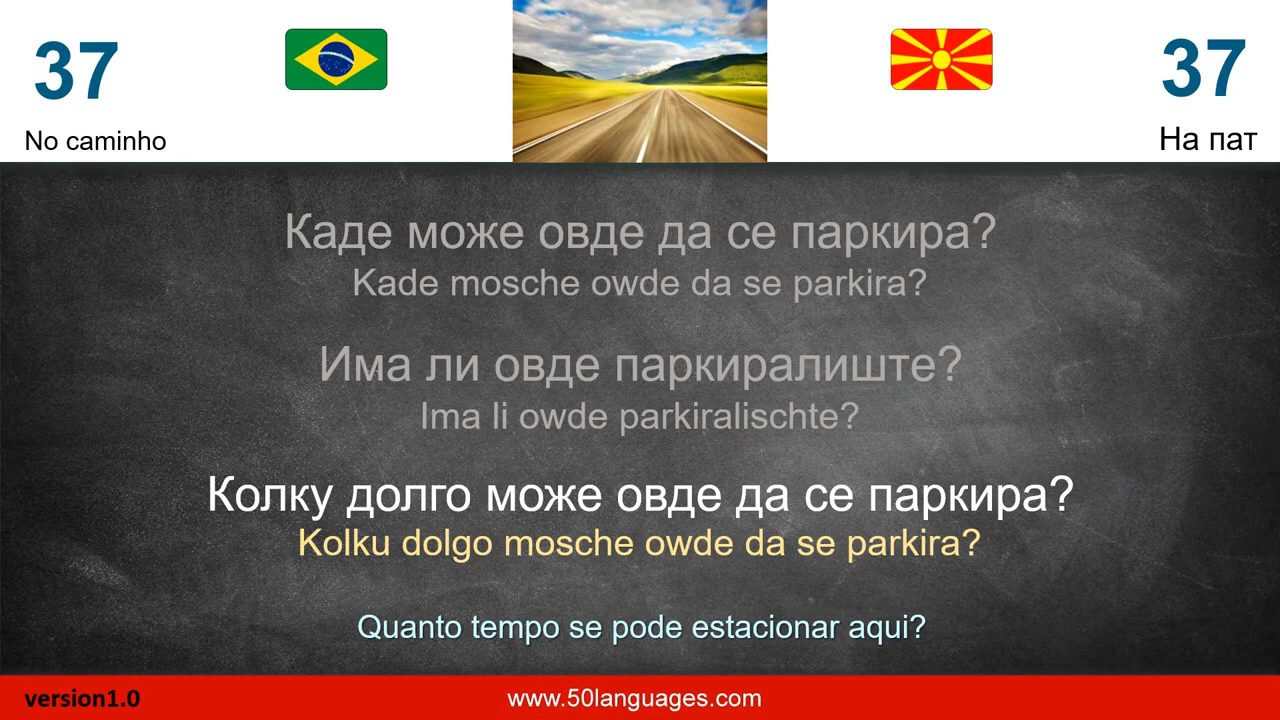 37
37
No caminho
На пат
Каде може овде да се паркира?
Kade mosche owde da se parkira?
Има ли овде паркиралиште?
Ima li owde parkiralischte?
Колку долго може овде да се паркира?
Kolku dolgo mosche owde da se parkira?
Quanto tempo se pode estacionar aqui?
version1.0
www.50languages.com